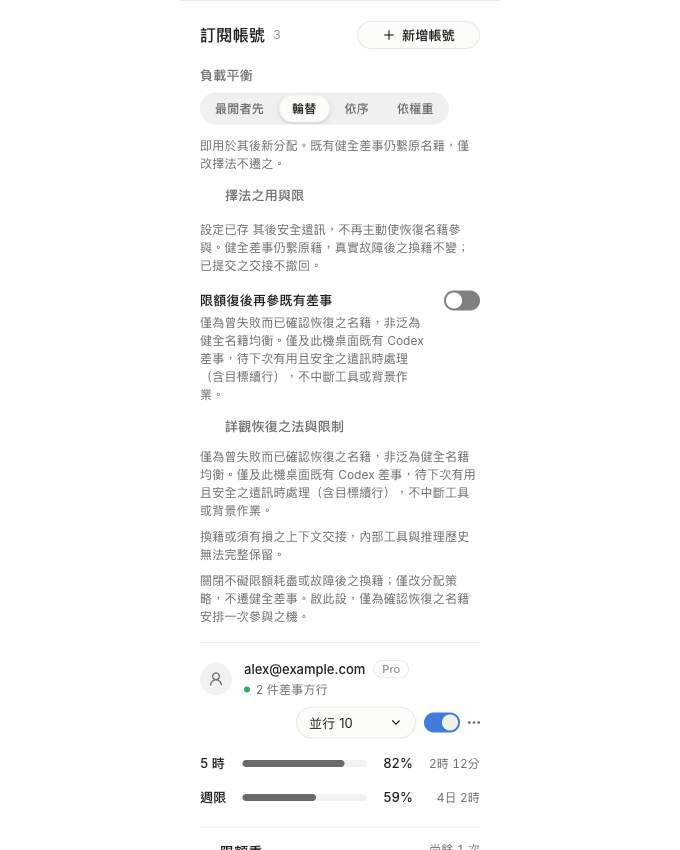 訂閱帳號 3
+ 新增帳號
負載平衡
最閒者先 輪替 依序 依權重
即用於其後新分配。既有健全差事仍繫原名籍，僅
改擇法不遷之。
擇法之用與限
設定已存 其後安全遣訊，不再主動使恢復名籍參
與。健全差事仍繫原籍，真實故障後之換籍不變；
已提交之交接不撤回。
限額復後再參既有差事
僅為曾失敗而已確認恢復之名籍，非泛為
健全名籍均衡。僅及此機桌面既有 Codex
差事，待下次有用且安全之遣訊時處理
（含目標續行），不中斷工具或背景作
業。
詳觀恢復之法與限制
僅為曾失敗而已確認恢復之名籍，非泛為健全名籍
均衡。僅及此機桌面既有 Codex 差事，待下次有用
且安全之遣訊時處理（含目標續行），不中斷工具
或背景作業。
換籍或須有損之上下文交接，內部工具與推理歷史
無法完整保留。
關閉不礙限額耗盡或故障後之換籍；僅改分配策
略，不遷健全差事。啟此設，僅為確認恢復之名籍
安排一次參與之機。
alex@example.com Pro
2 件差事方行
並行 10
5 時 82% 2時 12分
週限 59% 4日 2時
限額重
尚餘 1 次